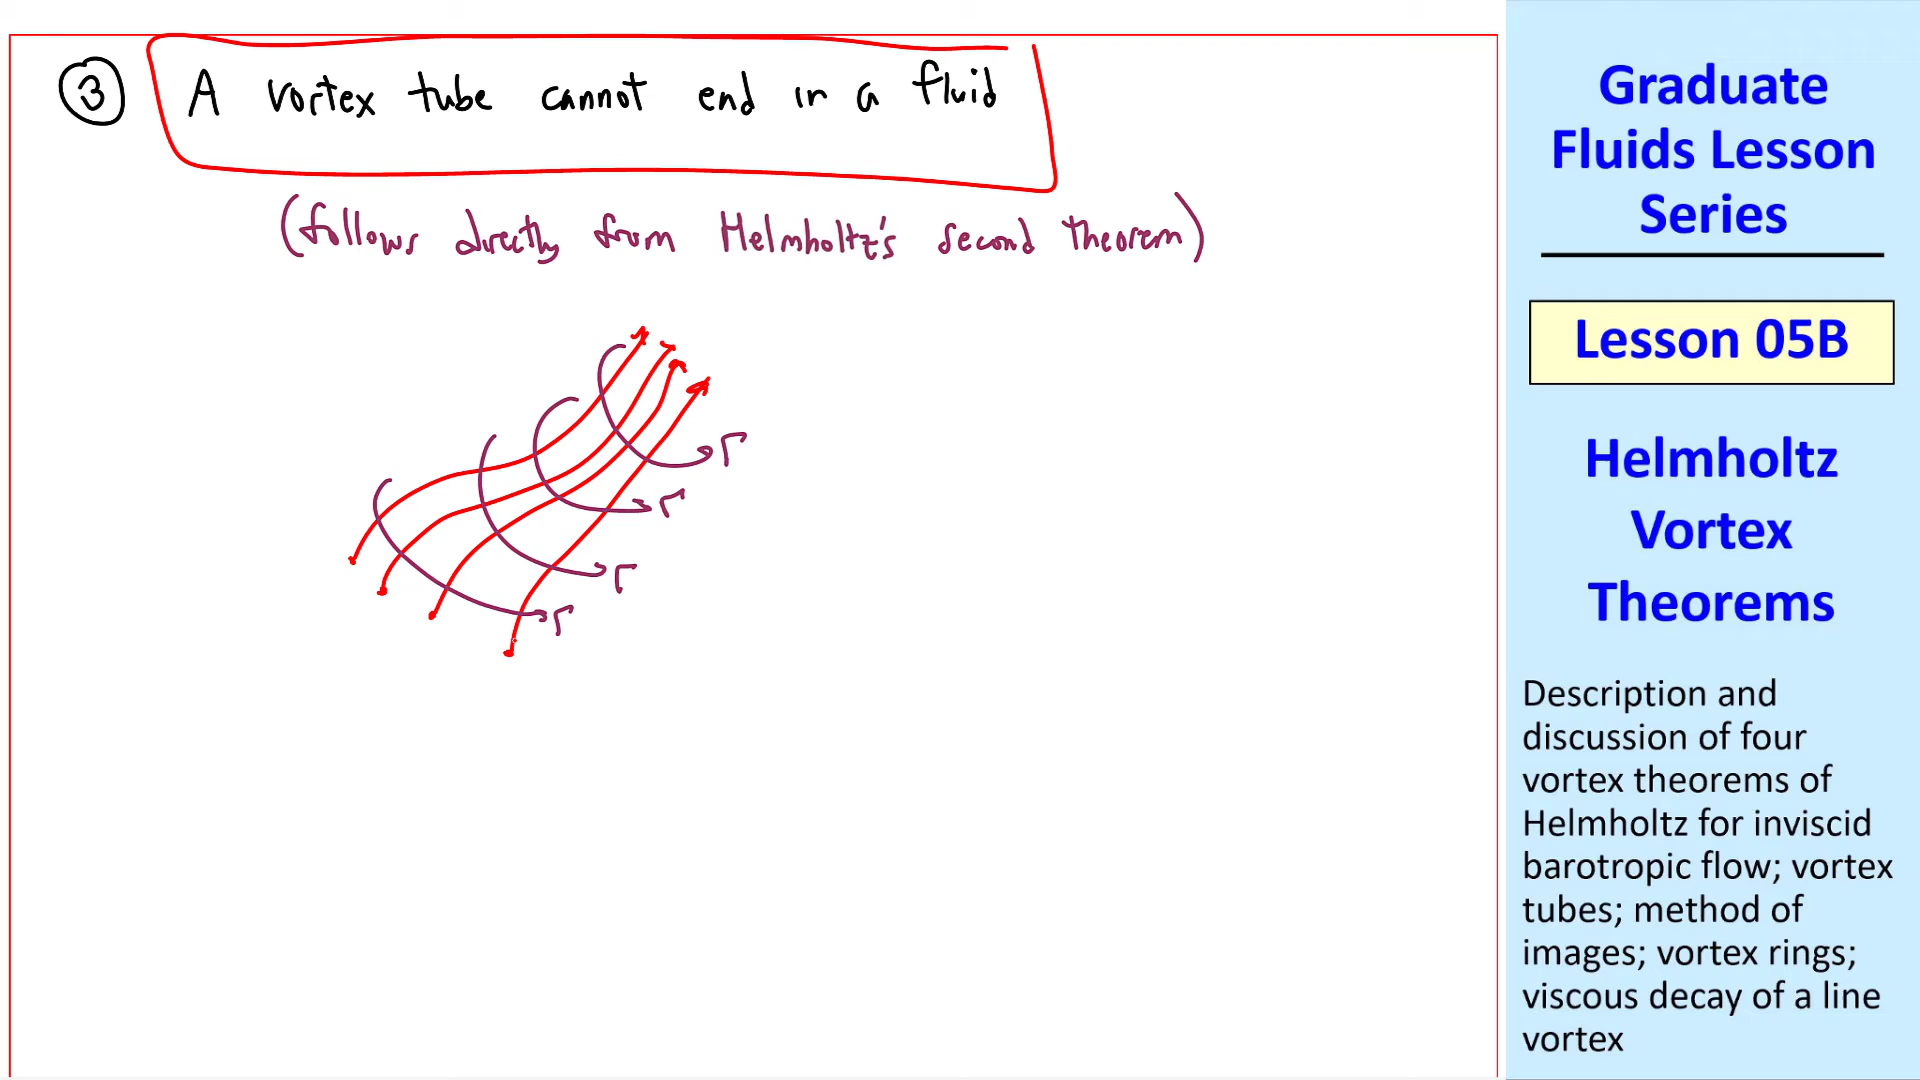 ③ A vortex tube cannot end in a fluid
(follows directly from Helmholtz's second theorem)
Γ
Γ
Γ
Γ
Graduate
Fluids Lesson
Series
Lesson 05B
Helmholtz
Vortex
Theorems
Description and
discussion of four
vortex theorems of
Helmholtz for inviscid
barotropic flow; vortex
tubes; method of
images; vortex rings;
viscous decay of a line
vortex